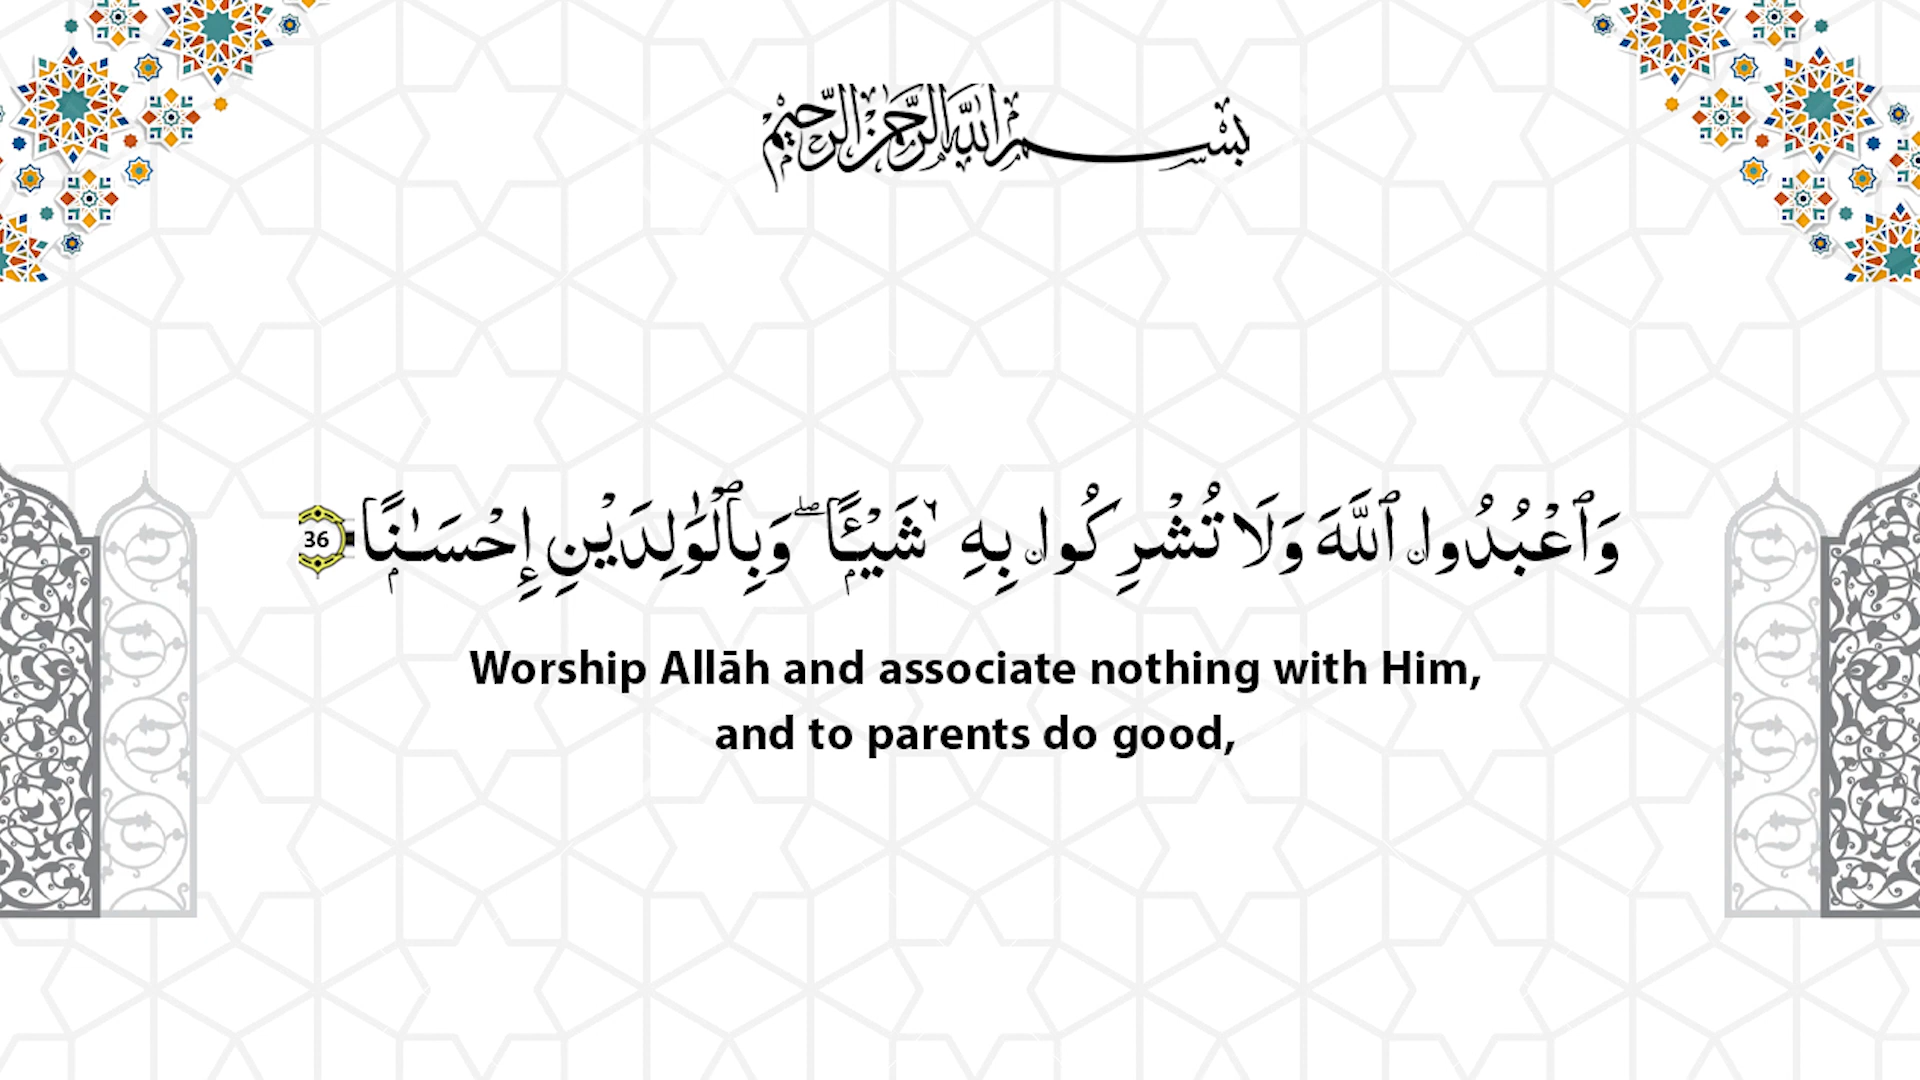 بسم الله الرحمن الرحيم
وَٱعْبُدُوا۟ ٱللَّهَ وَلَا تُشْرِكُوا۟ بِهِۦ شَيْـًٔا ۖ وَبِٱلْوَٰلِدَيْنِ إِحْسَـٰنًا 36
Worship Allāh and associate nothing with Him,
and to parents do good,